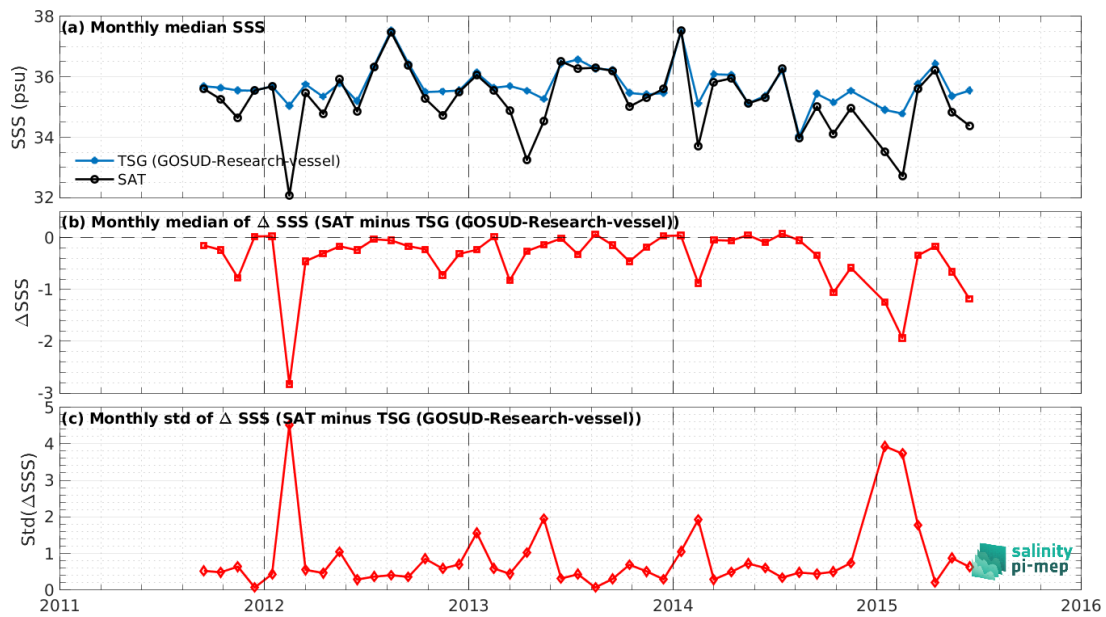 (a) Monthly median SSS
SSS (psu)
38
36
34
32
TSG (GOSUD-Research-vessel)
SAT
(b) Monthly median of Δ SSS (SAT minus TSG (GOSUD-Research-vessel))
ΔSSS
0
-1
-2
-3
(c) Monthly std of Δ SSS (SAT minus TSG (GOSUD-Research-vessel))
Std(ΔSSS)
5
4
3
2
1
0
2011 2012 2013 2014 2015 2016
salinity
pi-mep